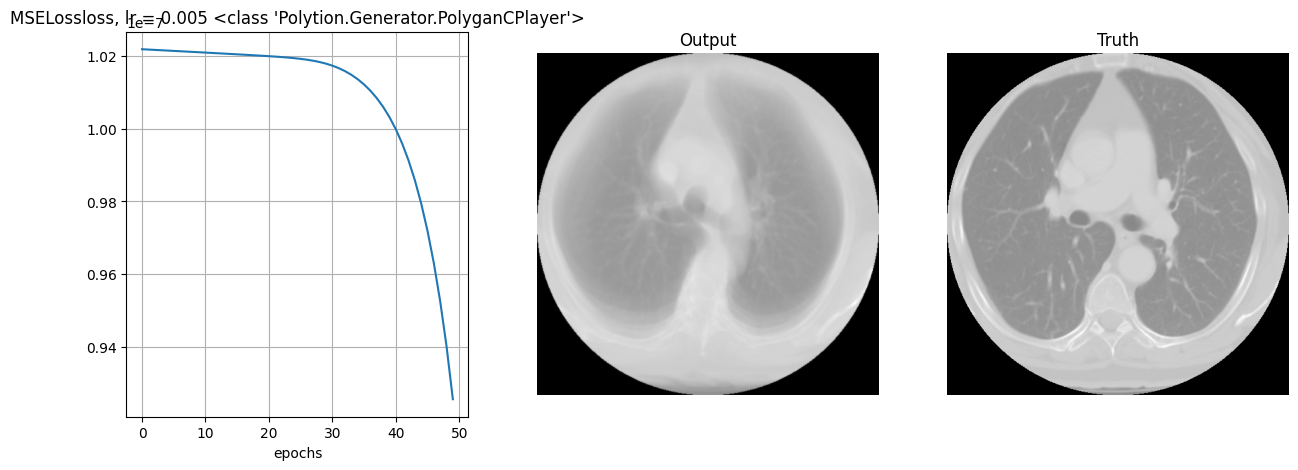 MSELossloss, lr = 0.005 <class 'Polytion.Generator.PolyganCPlayer'>
1e−7
Output
Truth
1.02
1.00
0.98
0.96
0.94
0 10 20 30 40 50
epochs